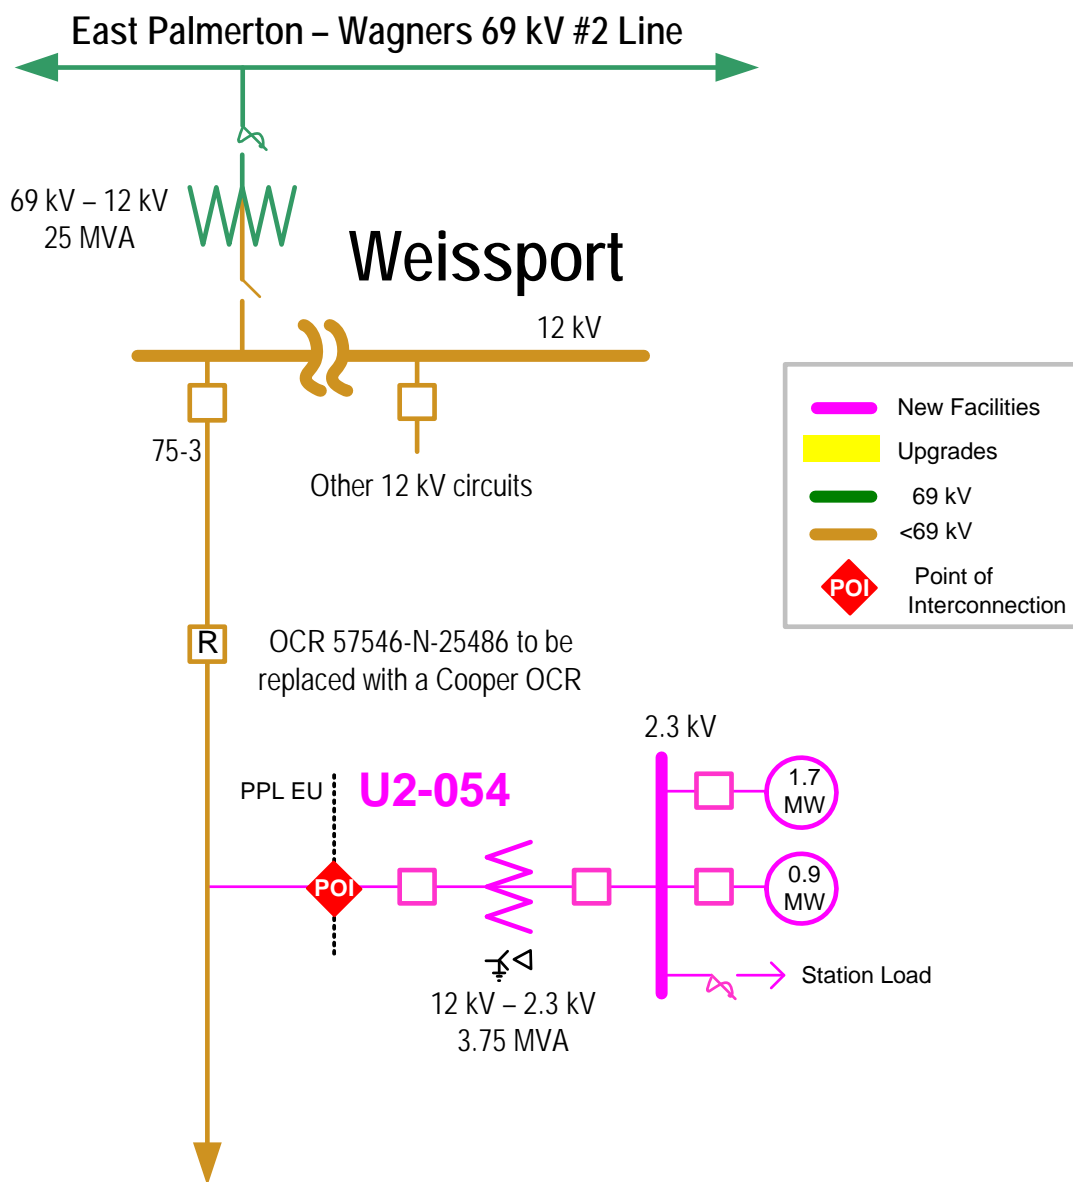 East Palmerton – Wagners 69 kV #2 Line
69 kV – 12 kV
25 MVA
Weissport
12 kV
75-3
Other 12 kV circuits
New Facilities
Upgrades
69 kV
<69 kV
POI
Point of
Interconnection
R
OCR 57546-N-25486 to be
replaced with a Cooper OCR
2.3 kV
PPL EU
U2-054
1.7
MW
POI
0.9
MW
Station Load
12 kV – 2.3 kV
3.75 MVA